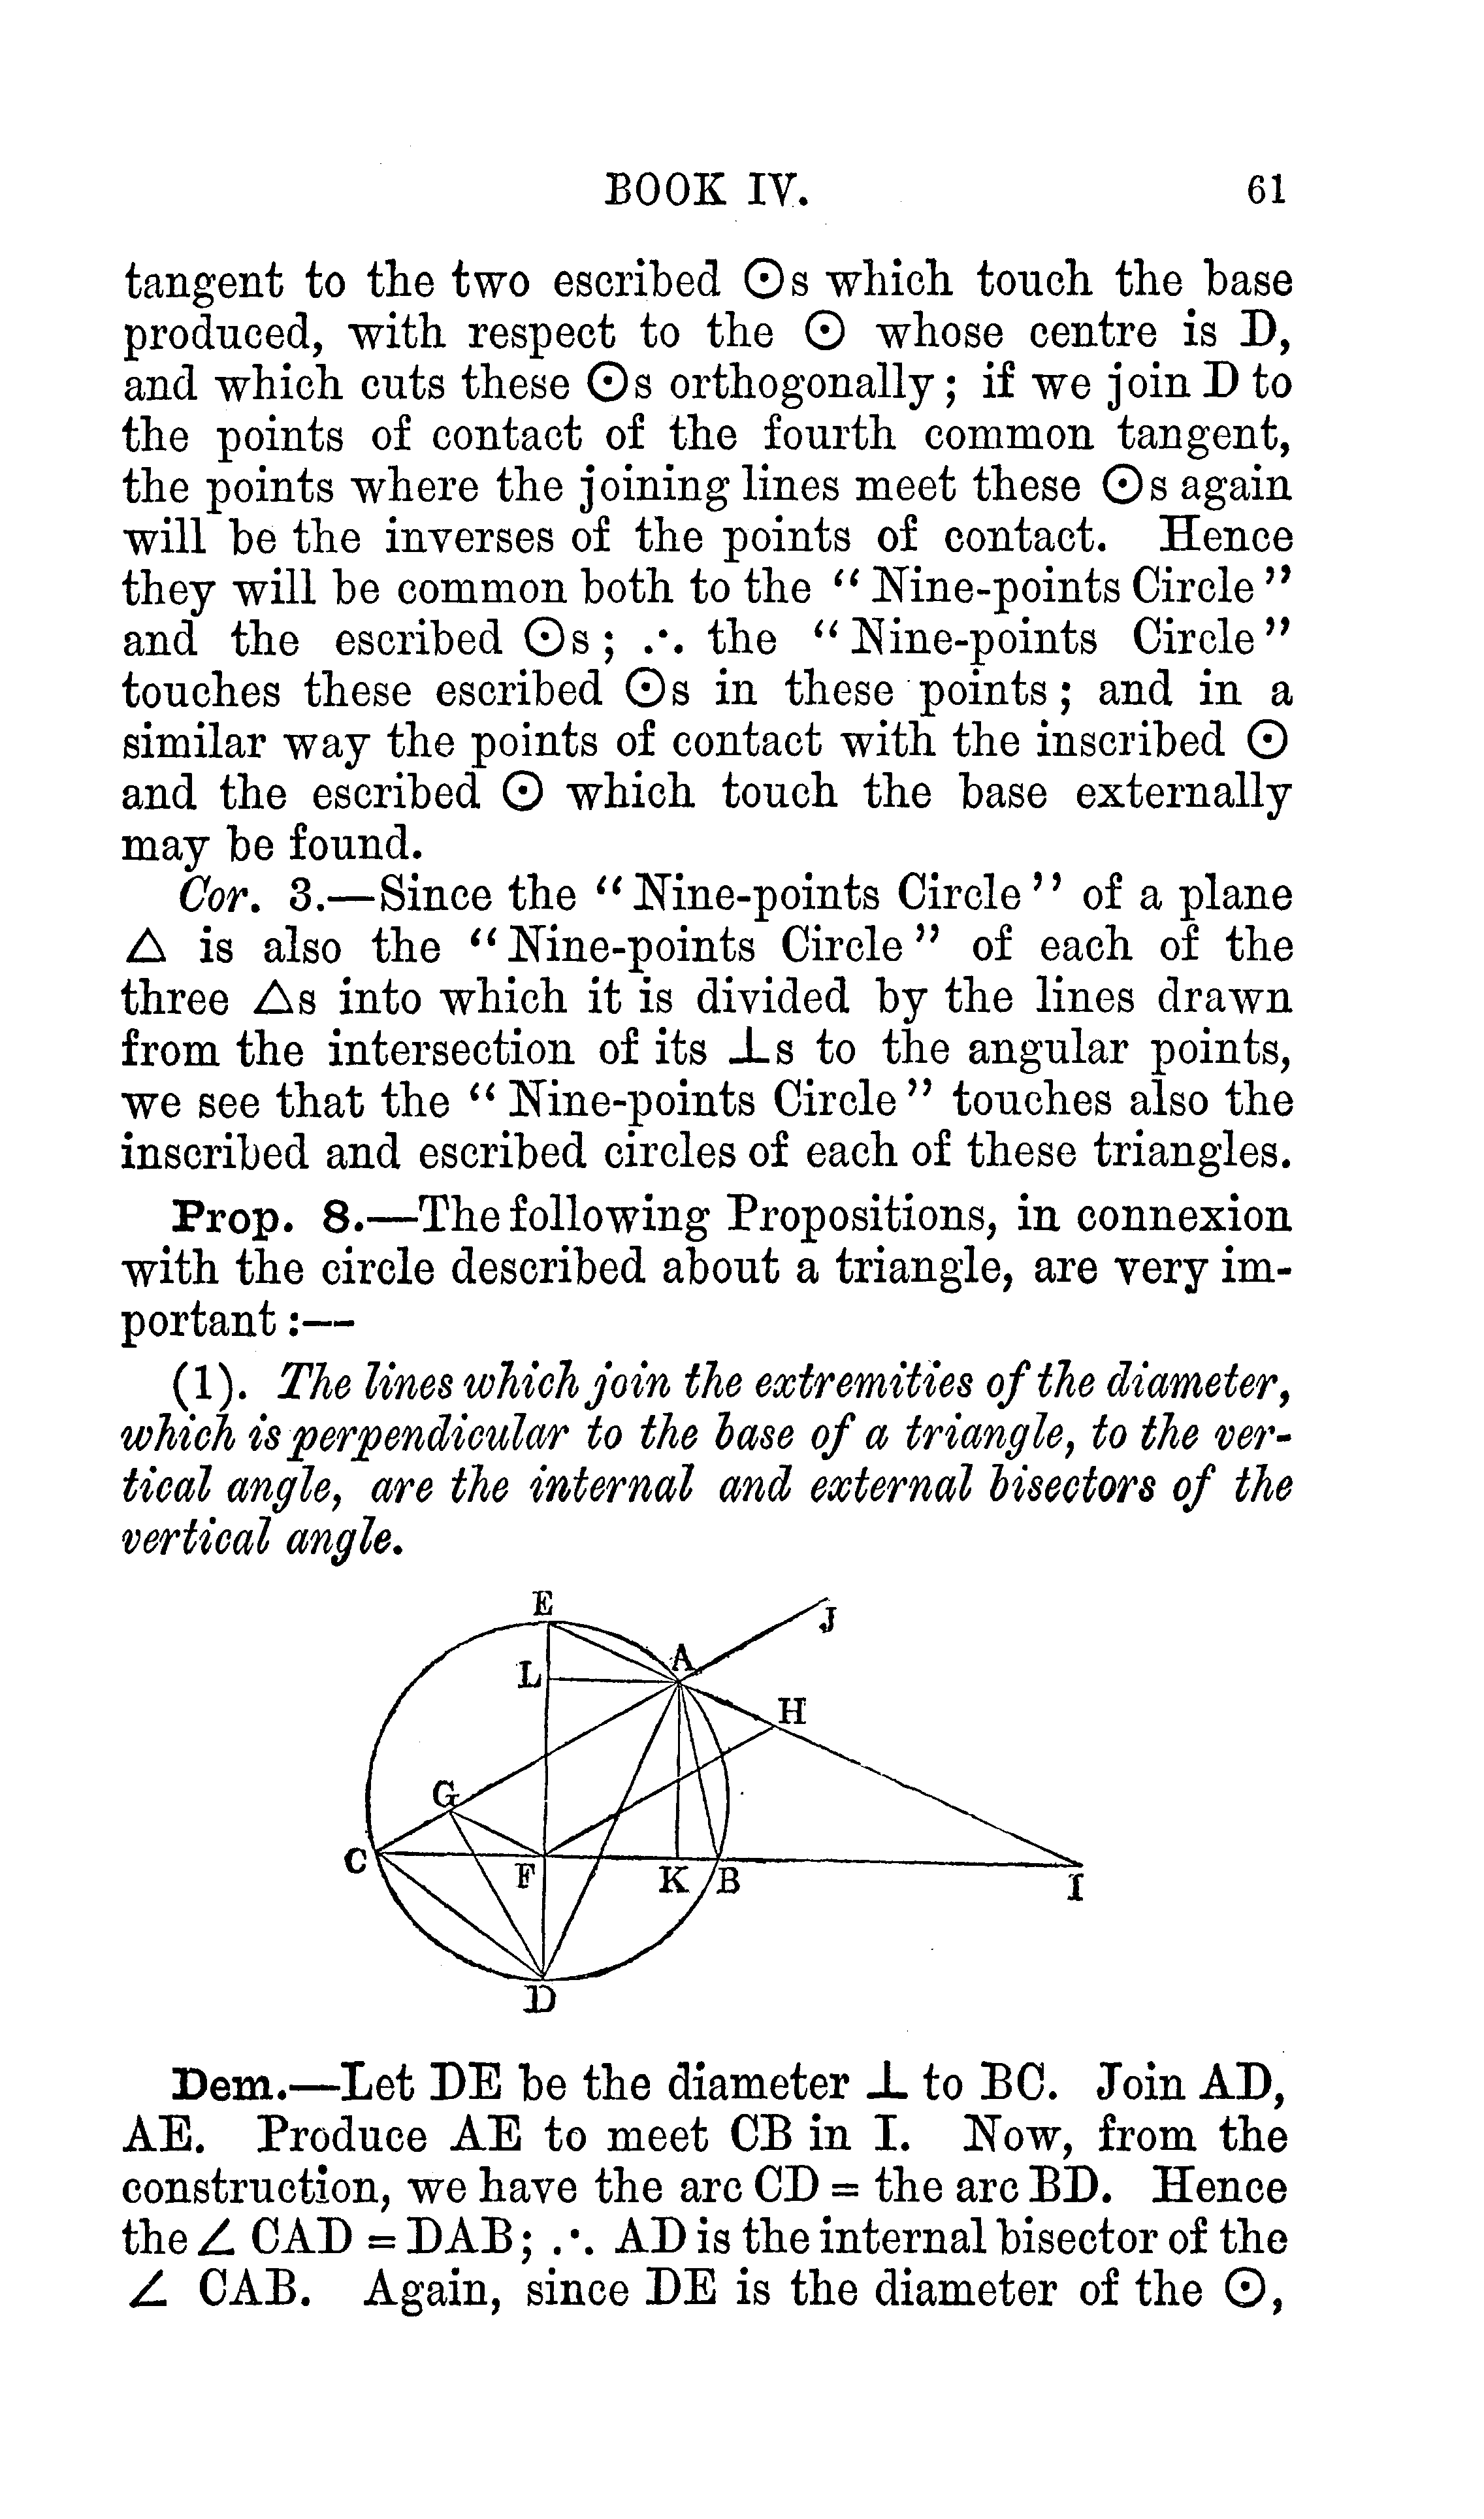 BOOK IV. 61
tangent to the two escribed ⊙s which touch the base
produced, with respect to the ⊙ whose centre is D,
and which cuts these ⊙s orthogonally; if we join D to
the points of contact of the fourth common tangent,
the points where the joining lines meet these ⊙s again
will be the inverses of the points of contact. Hence
they will be common both to the “Nine-points Circle”
and the escribed ⊙s; ∴ the “Nine-points Circle”
touches these escribed ⊙s in these points; and in a
similar way the points of contact with the inscribed ⊙
and the escribed ⊙ which touch the base externally
may be found.
Cor. 3.—Since the “Nine-points Circle” of a plane
△ is also the “Nine-points Circle” of each of the
three △s into which it is divided by the lines drawn
from the intersection of its ⊥s to the angular points,
we see that the “Nine-points Circle” touches also the
inscribed and escribed circles of each of these triangles.
Prop. 8.—The following Propositions, in connexion
with the circle described about a triangle, are very im-
portant:—
(1). The lines which join the extremities of the diameter,
which is perpendicular to the base of a triangle, to the ver-
tical angle, are the internal and external bisectors of the
vertical angle.
E
J
A
L
H
G
C
F
K
B
I
D
Dem.—Let DE be the diameter ⊥ to BC. Join AD,
AE. Produce AE to meet CB in I. Now, from the
construction, we have the arc CD = the arc BD. Hence
the ∠ CAD = DAB; ∴ AD is the internal bisector of the
∠ CAB. Again, since DE is the diameter of the ⊙,